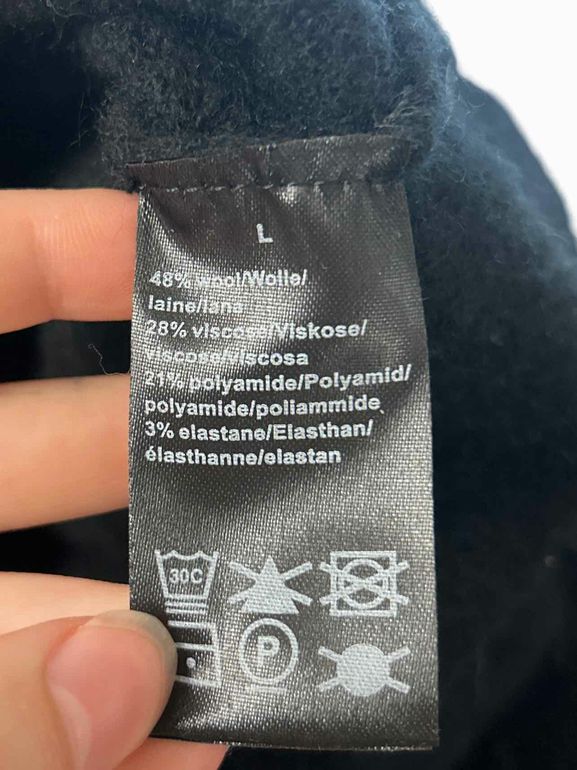 L
48% wool/Wolle/
laine/lana
28% viscose/Viskose/
viscose/viscosa
21% polyamide/Polyamid/
polyamide/poliammide
3% elastane/Elasthan/
élasthanne/elastan
30C
P